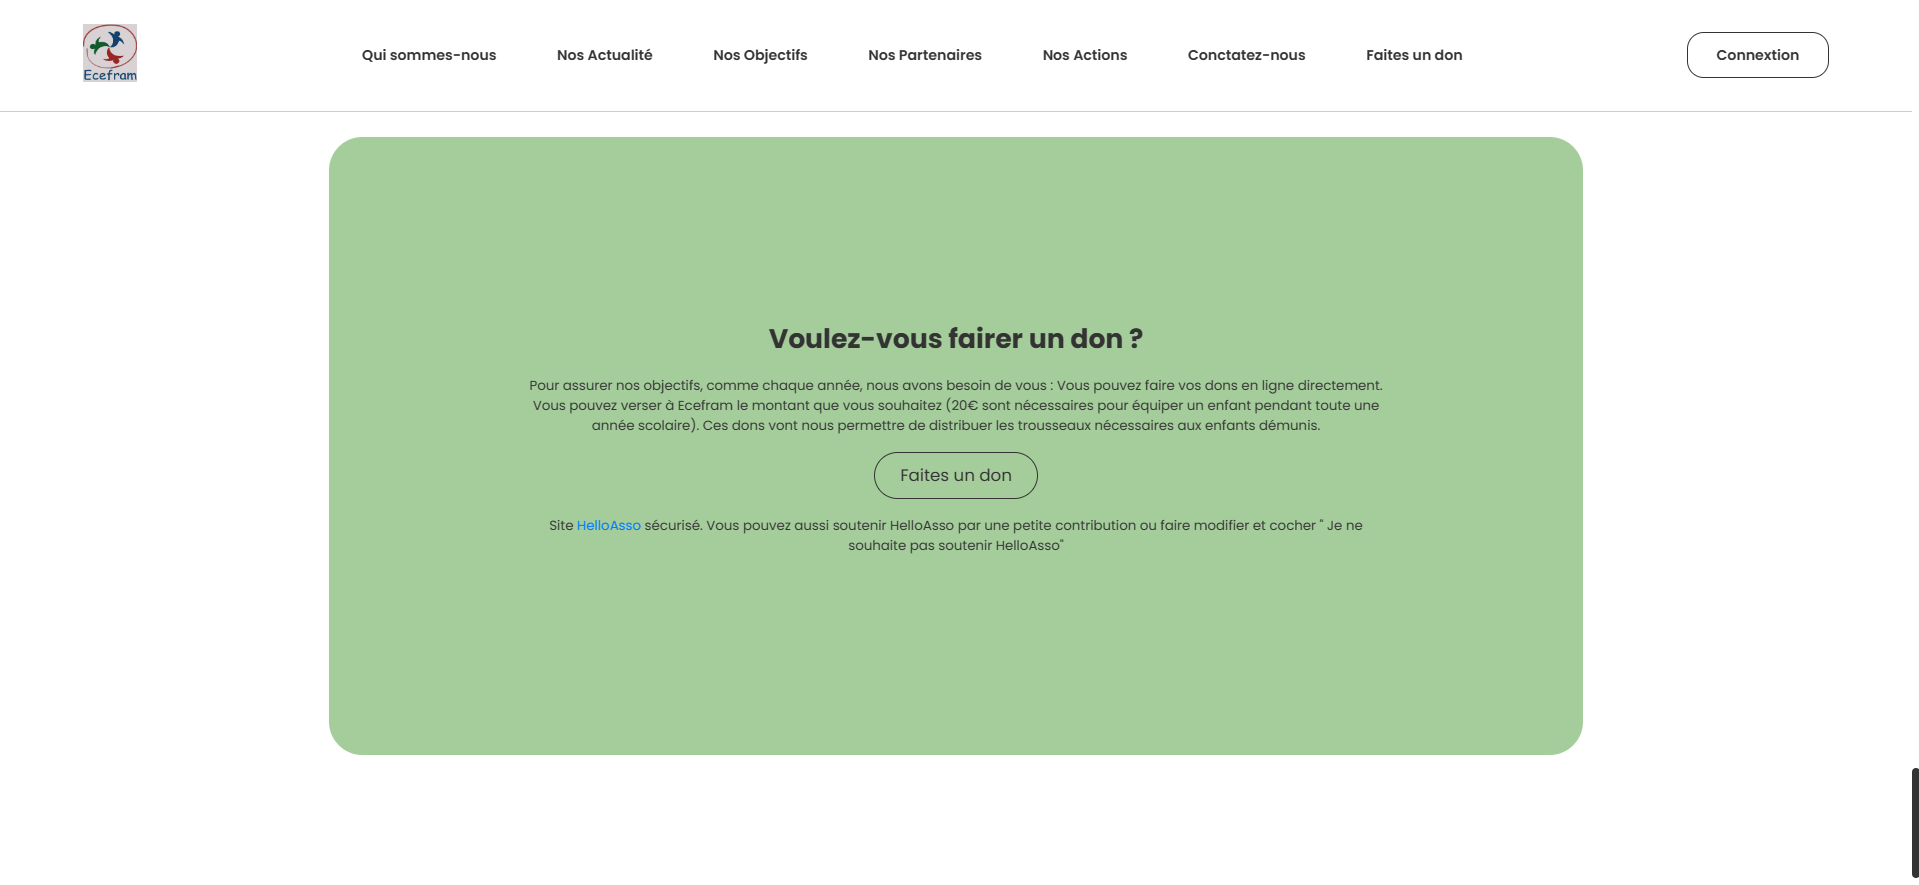 Ecefram
Qui sommes-nous
Nos Actualité
Nos Objectifs
Nos Partenaires
Nos Actions
Conctatez-nous
Faites un don
Connextion
Voulez-vous fairer un don ?
Pour assurer nos objectifs, comme chaque année, nous avons besoin de vous : Vous pouvez faire vos dons en ligne directement.
Vous pouvez verser à Ecefram le montant que vous souhaitez (20€ sont nécessaires pour équiper un enfant pendant toute une
année scolaire). Ces dons vont nous permettre de distribuer les trousseaux nécessaires aux enfants démunis.
Faites un don
Site HelloAsso sécurisé. Vous pouvez aussi soutenir HelloAsso par une petite contribution ou faire modifier et cocher " Je ne
souhaite pas soutenir HelloAsso"